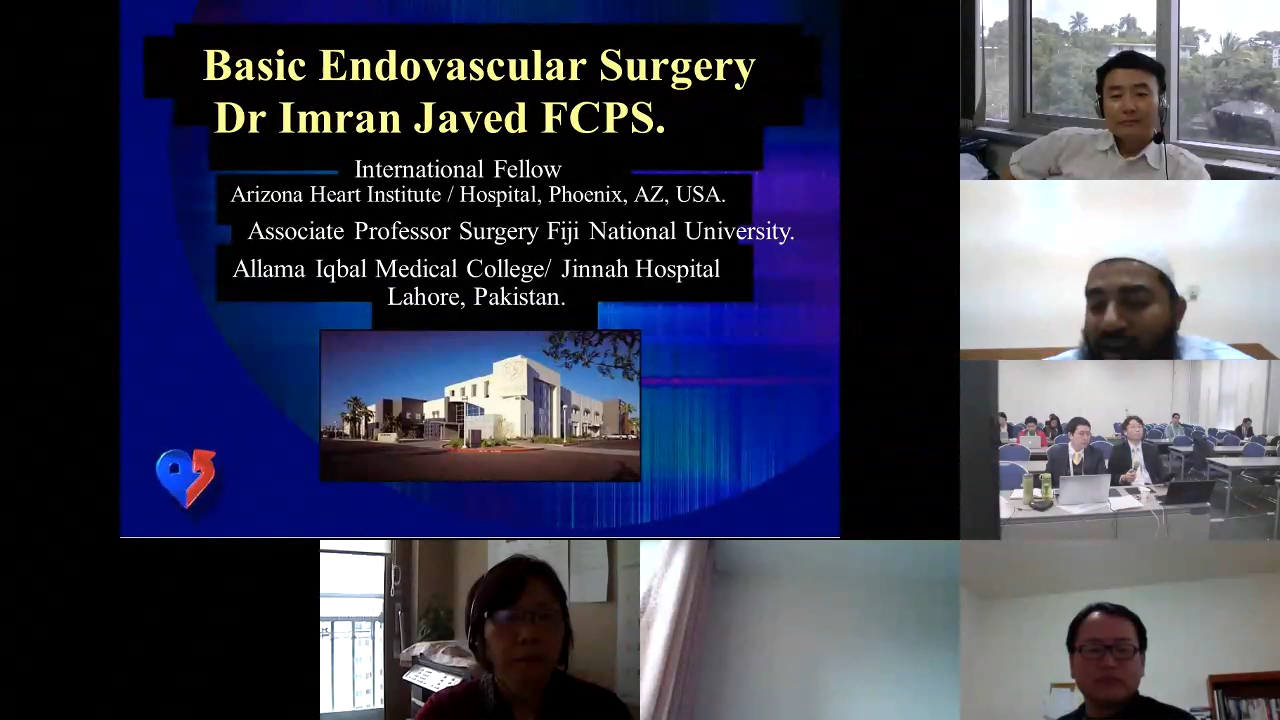 Basic Endovascular Surgery
Dr Imran Javed FCPS.
International Fellow
Arizona Heart Institute / Hospital, Phoenix, AZ, USA.
Associate Professor Surgery Fiji National University.
Allama Iqbal Medical College/ Jinnah Hospital
Lahore, Pakistan.